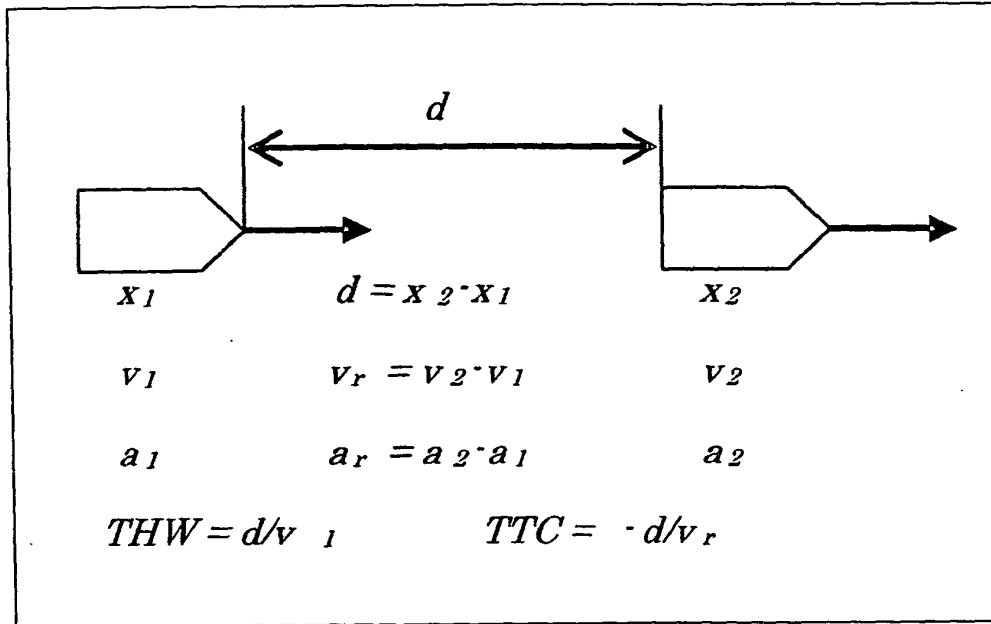 d
x1 d = x2-x1 x2
v1 vr = v2-v1 v2
a1 ar = a2-a1 a2
THW = d/v1 TTC = -d/vr